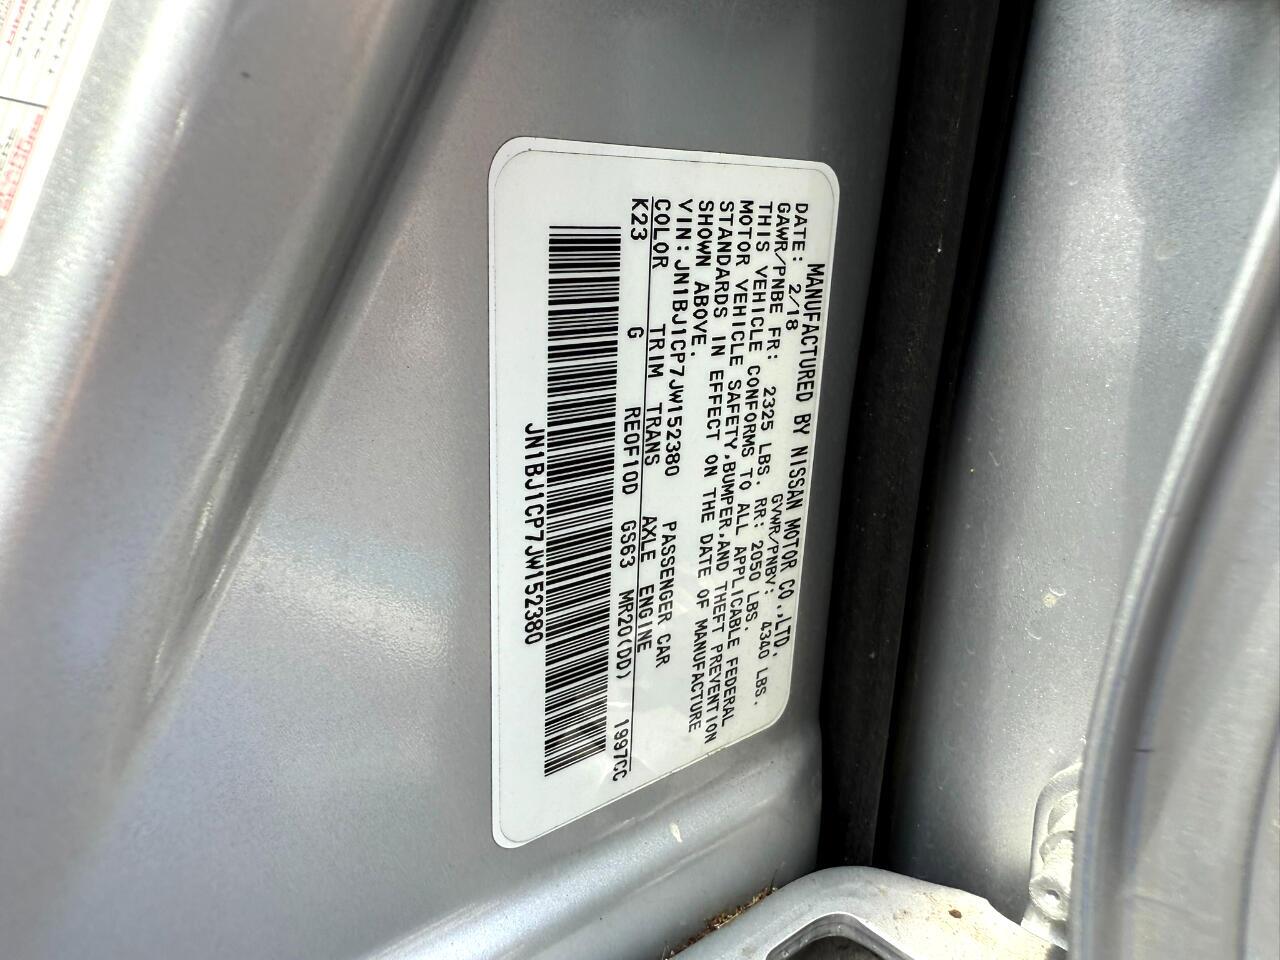 MANUFACTURED BY NISSAN MOTOR CO.,LTD.
DATE: 2/18 GVWR/PNBV: 4340 LBS.
GAWR/PNBE FR: 2325 LBS. RR: 2050 LBS.
THIS VEHICLE CONFORMS TO ALL APPLICABLE FEDERAL
MOTOR VEHICLE SAFETY,BUMPER,AND THEFT PREVENTION
STANDARDS IN EFFECT ON THE DATE OF MANUFACTURE
SHOWN ABOVE.
VIN:JN1BJ1CP7JW152380 PASSENGER CAR
COLOR TRIM TRANS AXLE ENGINE
K23 G RE0F10D GS63 MR20(DD) 1997CC
JN1BJ1CP7JW152380